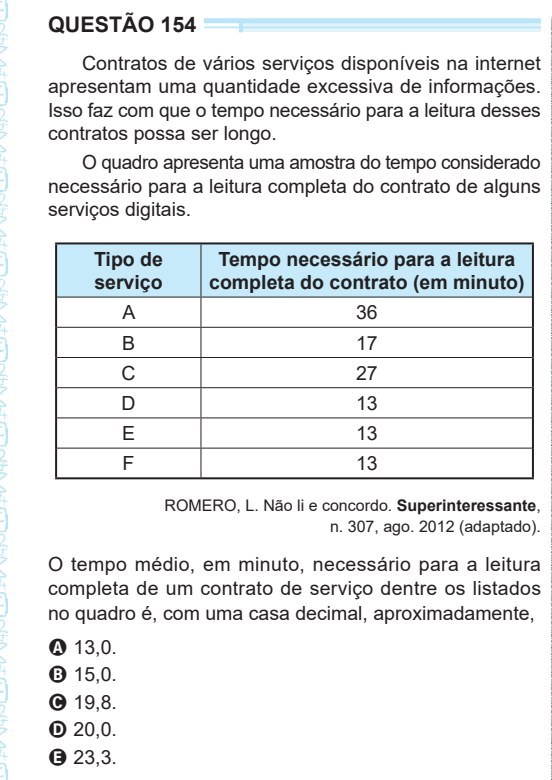 QUESTÃO 154
Contratos de vários serviços disponíveis na internet
apresentam uma quantidade excessiva de informações.
Isso faz com que o tempo necessário para a leitura desses
contratos possa ser longo.
O quadro apresenta uma amostra do tempo considerado
necessário para a leitura completa do contrato de alguns
serviços digitais.
Tipo de serviço Tempo necessário para a leitura completa do contrato (em minuto)
A 36
B 17
C 27
D 13
E 13
F 13
ROMERO, L. Não li e concordo. Superinteressante,
n. 307, ago. 2012 (adaptado).
O tempo médio, em minuto, necessário para a leitura
completa de um contrato de serviço dentre os listados
no quadro é, com uma casa decimal, aproximadamente,
A 13,0.
B 15,0.
C 19,8.
D 20,0.
E 23,3.